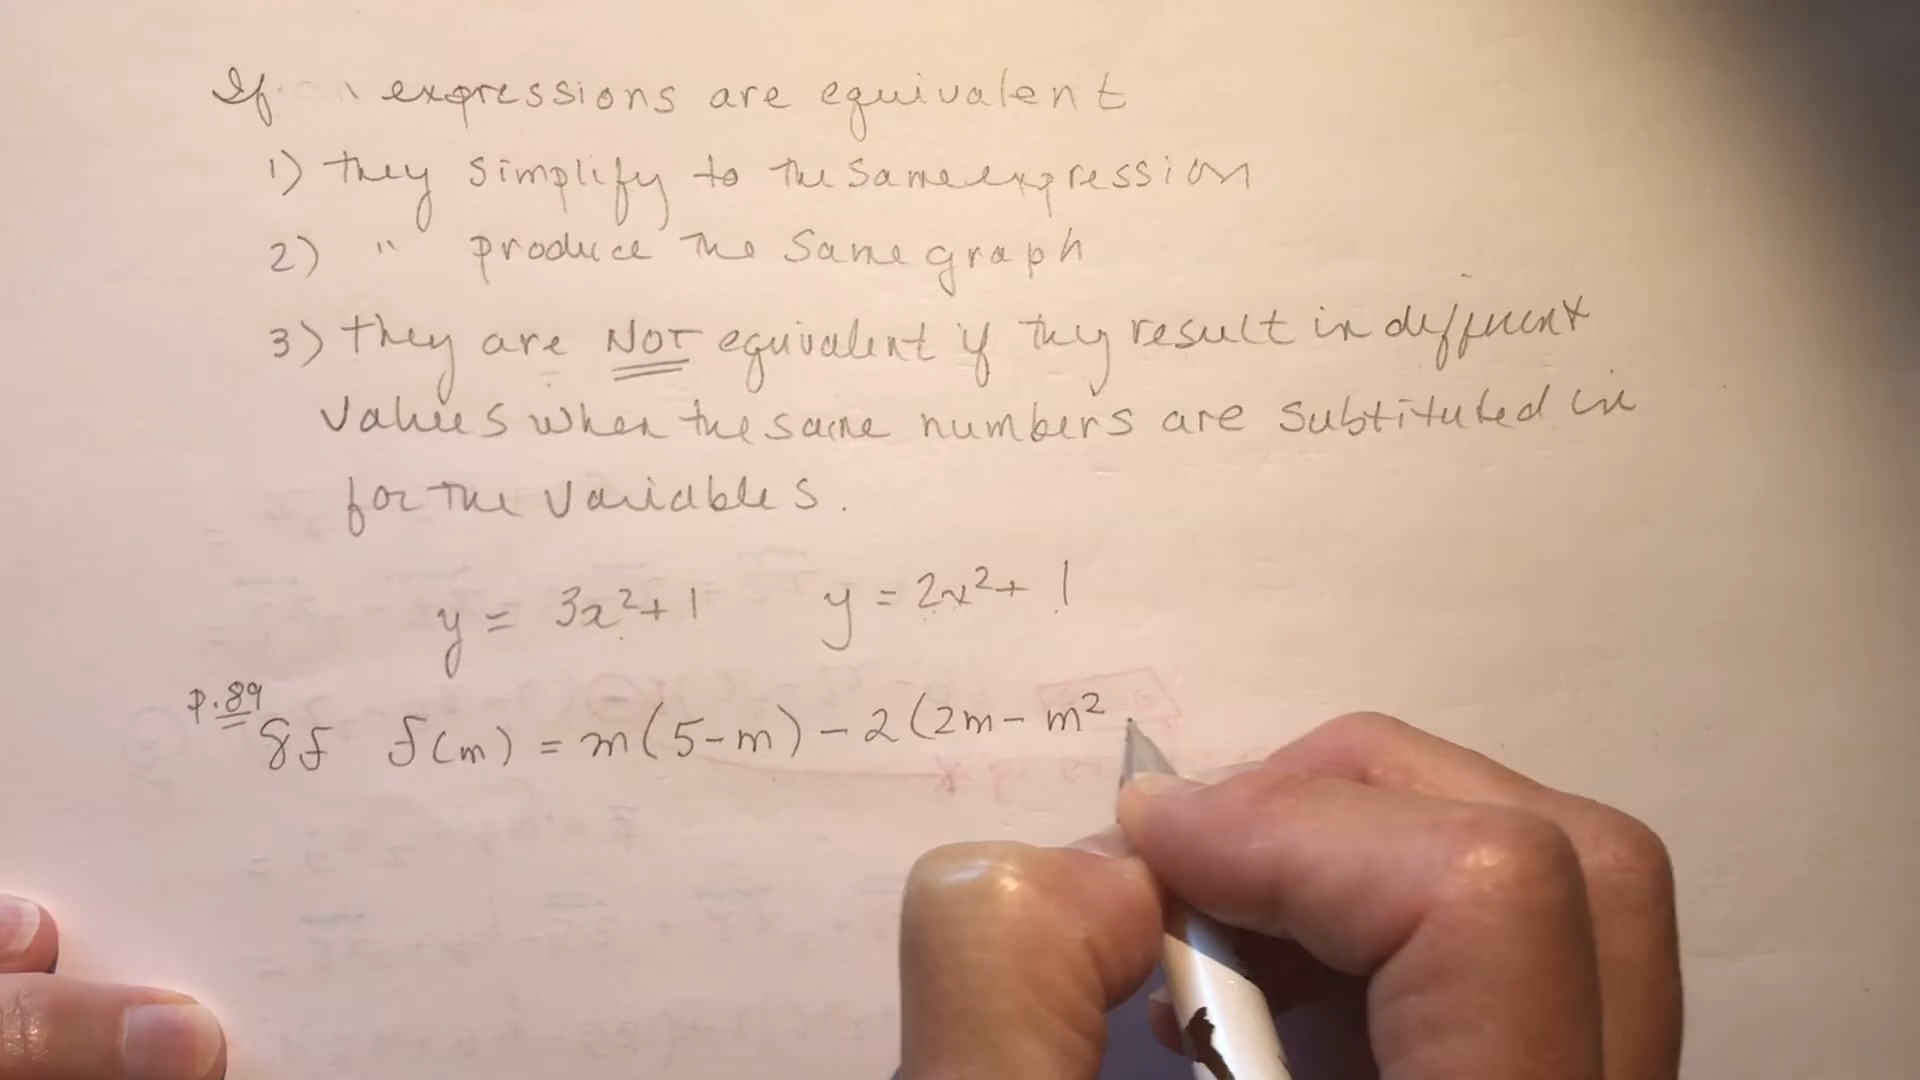 If expressions are equivalent
1) they simplify to the same expression
2) " produce the same graph
3) they are NOT equivalent if they result in different
values when the same numbers are subtituted in
for the variables.
y = 3x²+1 y = 2x²+ 1
p.89
8f f(m) = m(5-m) - 2(2m - m²